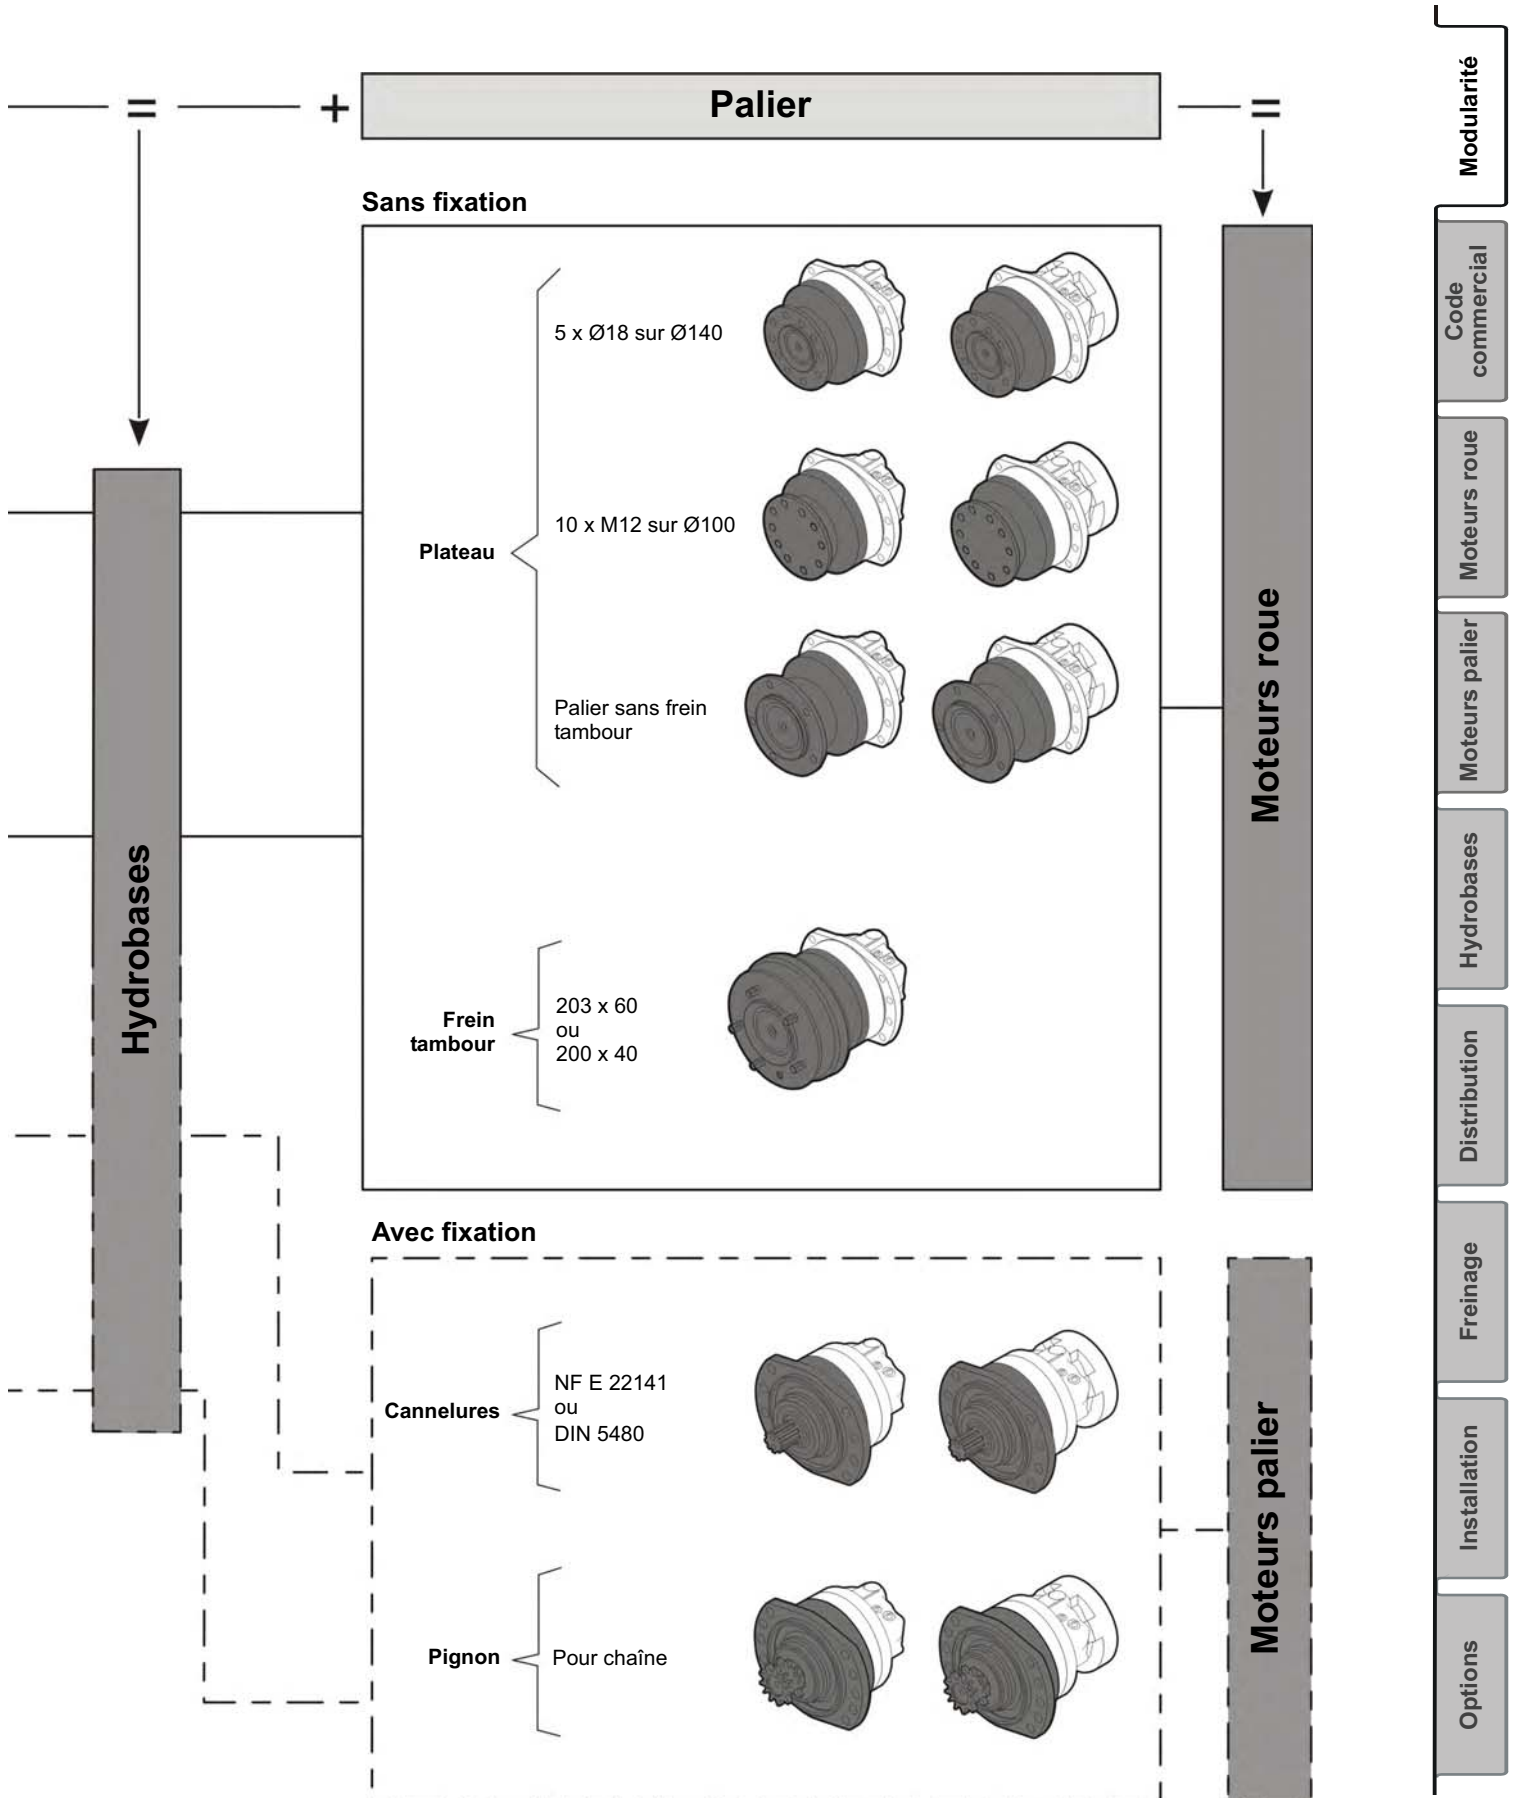 = + Palier =
Sans fixation
Plateau
5 x Ø18 sur Ø140
10 x M12 sur Ø100
Palier sans frein
tambour
Frein
tambour
203 x 60
ou
200 x 40
Hydrobases
Moteurs roue
Avec fixation
Cannelures
NF E 22141
ou
DIN 5480
Pignon
Pour chaîne
Moteurs palier
Modularité
Code
commercial
Moteurs roue
Moteurs palier
Hydrobases
Distribution
Freinage
Installation
Options